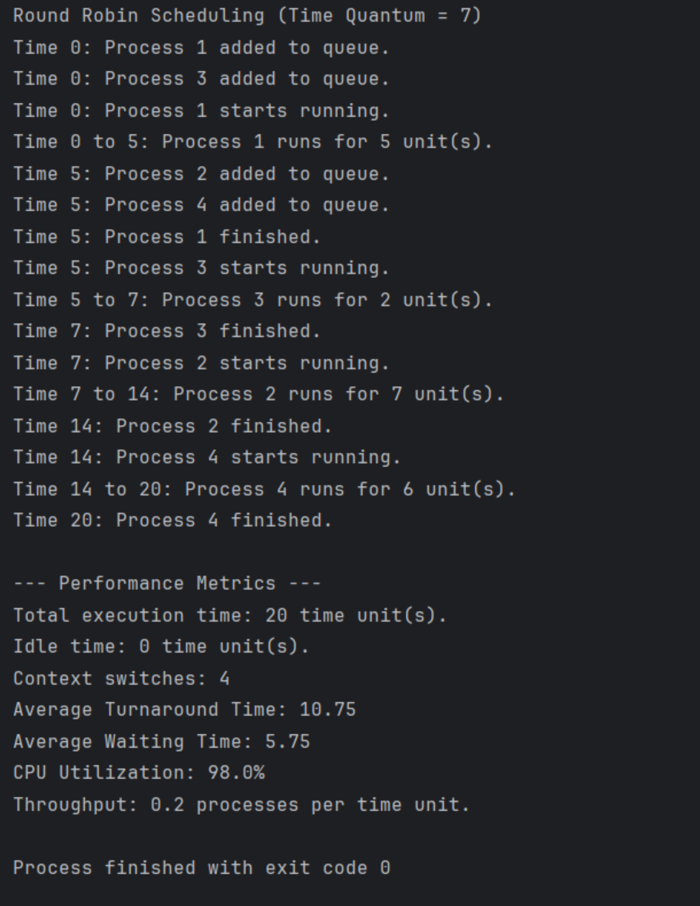 Round Robin Scheduling (Time Quantum = 7)
Time 0: Process 1 added to queue.
Time 0: Process 3 added to queue.
Time 0: Process 1 starts running.
Time 0 to 5: Process 1 runs for 5 unit(s).
Time 5: Process 2 added to queue.
Time 5: Process 4 added to queue.
Time 5: Process 1 finished.
Time 5: Process 3 starts running.
Time 5 to 7: Process 3 runs for 2 unit(s).
Time 7: Process 3 finished.
Time 7: Process 2 starts running.
Time 7 to 14: Process 2 runs for 7 unit(s).
Time 14: Process 2 finished.
Time 14: Process 4 starts running.
Time 14 to 20: Process 4 runs for 6 unit(s).
Time 20: Process 4 finished.
--- Performance Metrics ---
Total execution time: 20 time unit(s).
Idle time: 0 time unit(s).
Context switches: 4
Average Turnaround Time: 10.75
Average Waiting Time: 5.75
CPU Utilization: 98.0%
Throughput: 0.2 processes per time unit.
Process finished with exit code 0